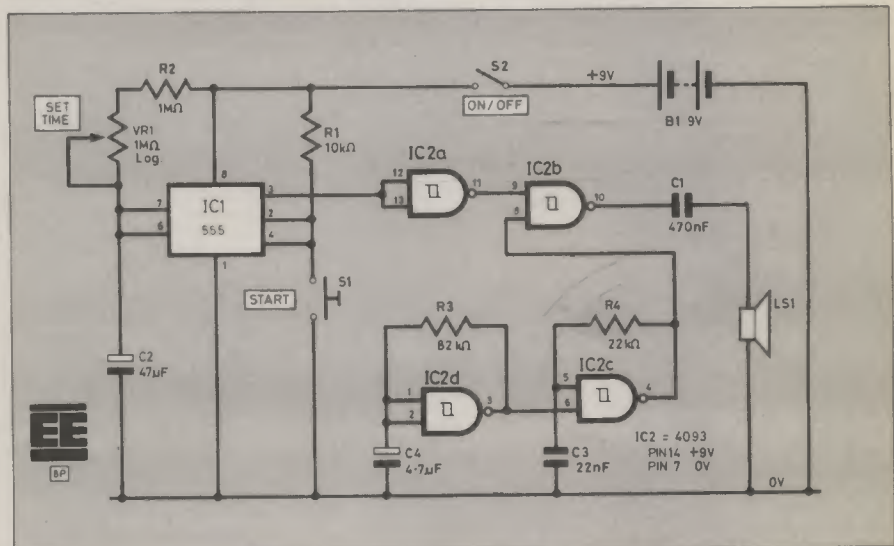 S2
+9V
ON/OFF
B1 9V
R2
1MΩ
SET
TIME
VR1
1MΩ
Log.
R1
10kΩ
IC2a
12
13
11
IC2b
9
8
10
C1
470nF
8
3
7
IC1
2
6
555
4
1
START
S1
LS1
R3
82kΩ
R4
22kΩ
C2
47μF
IC2d
1
2
3
IC2c
5
6
4
IC2 = 4093
PIN14 +9V
PIN 7 0V
C4
4·7μF
C3
22nF
0V
EE
BP